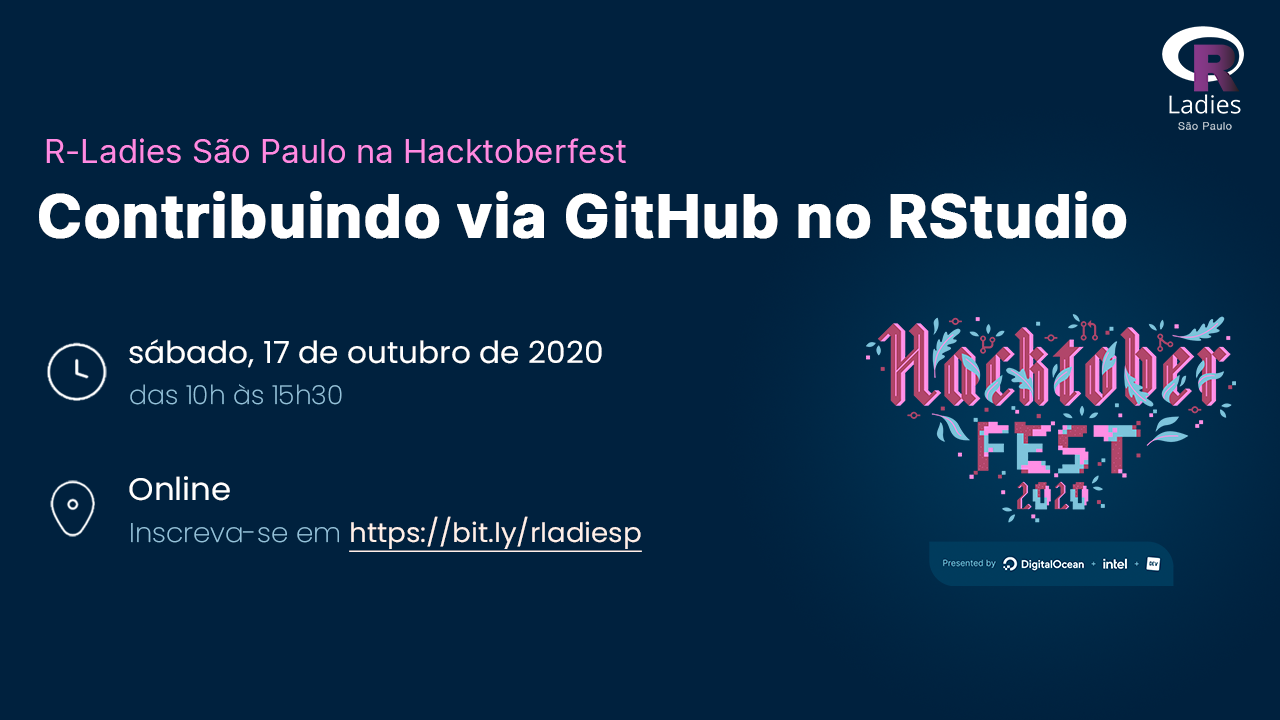 R
Ladies
São Paulo
R-Ladies São Paulo na Hacktoberfest
Contribuindo via GitHub no RStudio
sábado, 17 de outubro de 2020
das 10h às 15h30
Online
Inscreva-se em https://bit.ly/rladiesp
Hacktober
FEST
2020
Presented by DigitalOcean + intel + DEV